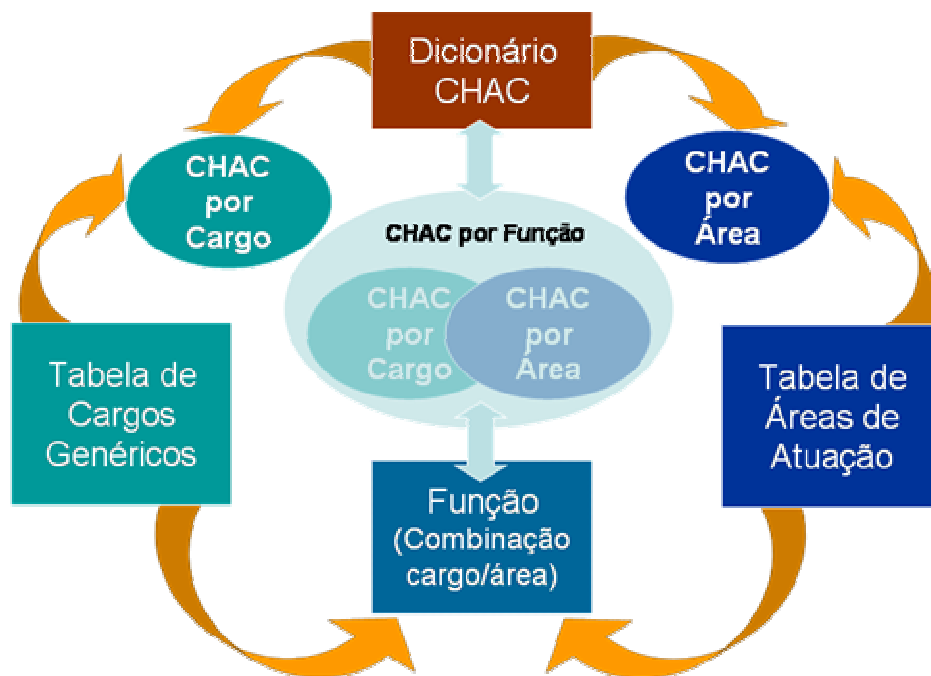 Dicionário
CHAC
CHAC
por
Cargo
CHAC
por
Área
CHAC por Função
CHAC
por
Cargo
CHAC
por
Área
Tabela de
Cargos
Genéricos
Tabela de
Áreas de
Atuação
Função
(Combinação
cargo/área)